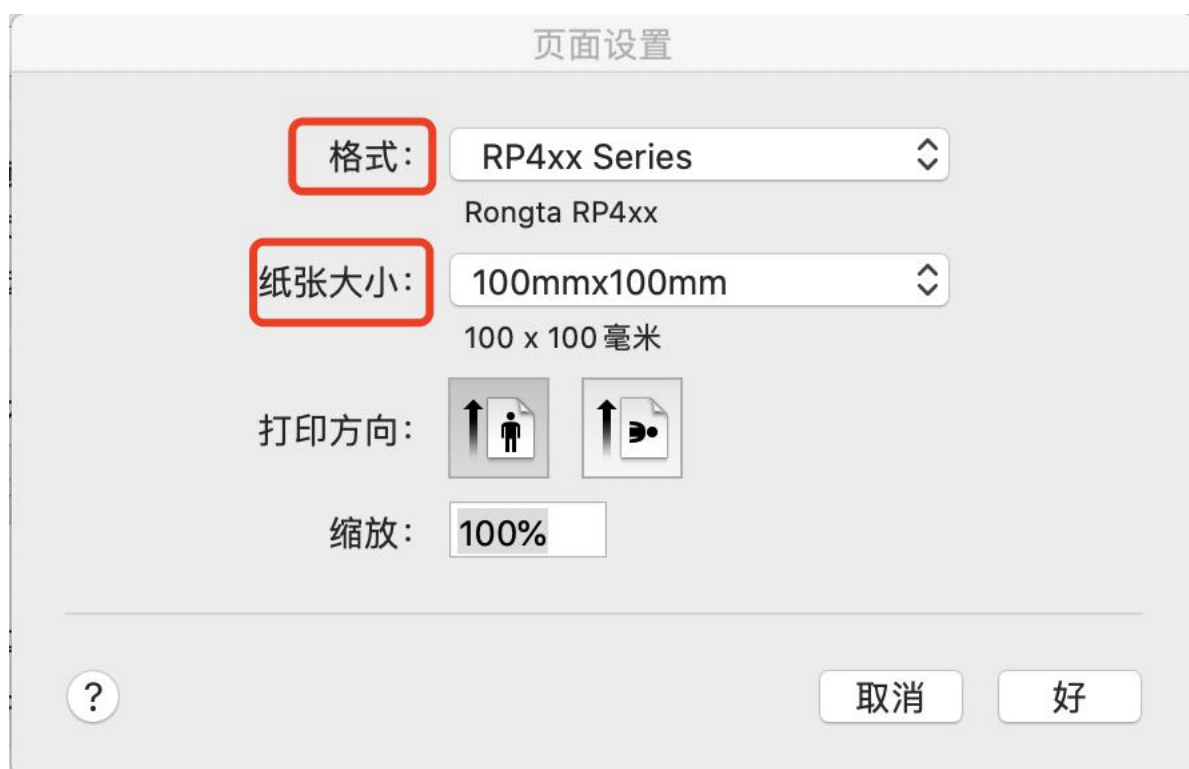 页面设置
格式： RP4xx Series
Rongta RP4xx
纸张大小： 100mmx100mm
100 x 100 毫米
打印方向：
缩放： 100%
? 取消 好